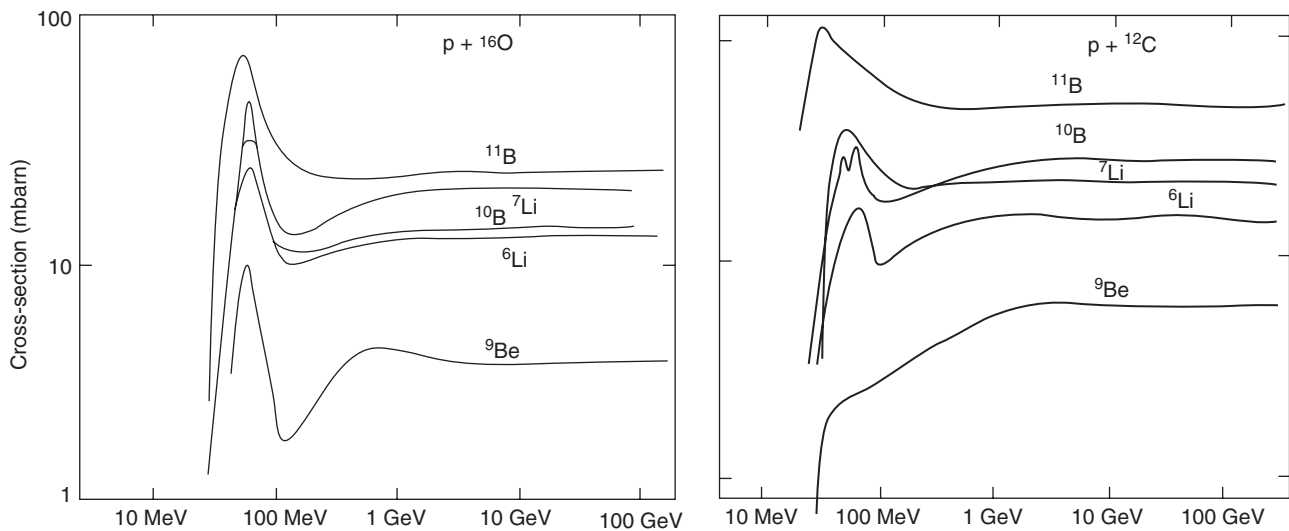 100
10
1
Cross-section (mbarn)
p + ¹⁶O
¹¹B
⁷Li
¹⁰B
⁶Li
⁹Be
10 MeV 100 MeV 1 GeV 10 GeV 100 GeV
p + ¹²C
¹¹B
¹⁰B
⁷Li
⁶Li
⁹Be
10 MeV 100 MeV 1 GeV 10 GeV 100 GeV